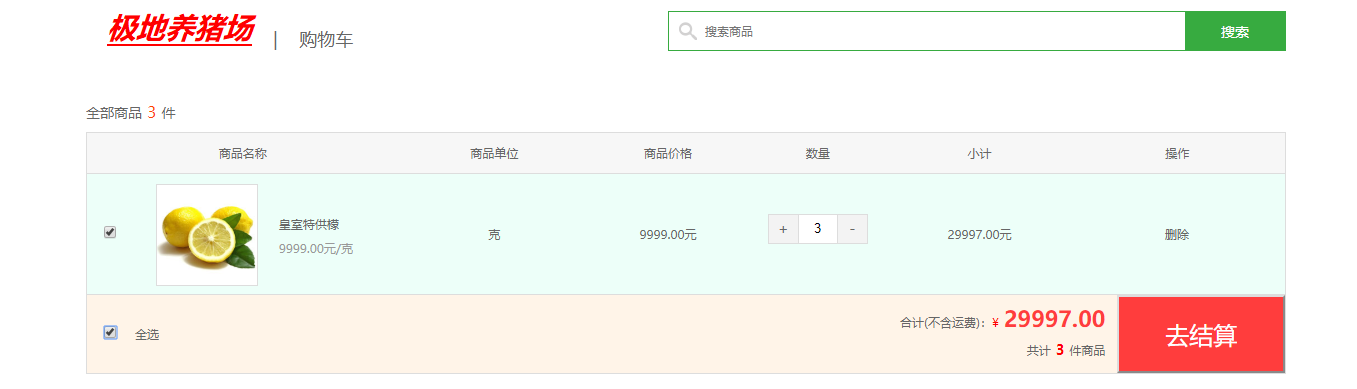 极地养猪场 | 购物车
搜索商品 搜索
全部商品 3 件
商品名称 商品单位 商品价格 数量 小计 操作
皇室特供檬
9999.00元/克
克 9999.00元 + 3 - 29997.00元 删除
全选
合计(不含运费): ¥ 29997.00
共计 3 件商品
去结算